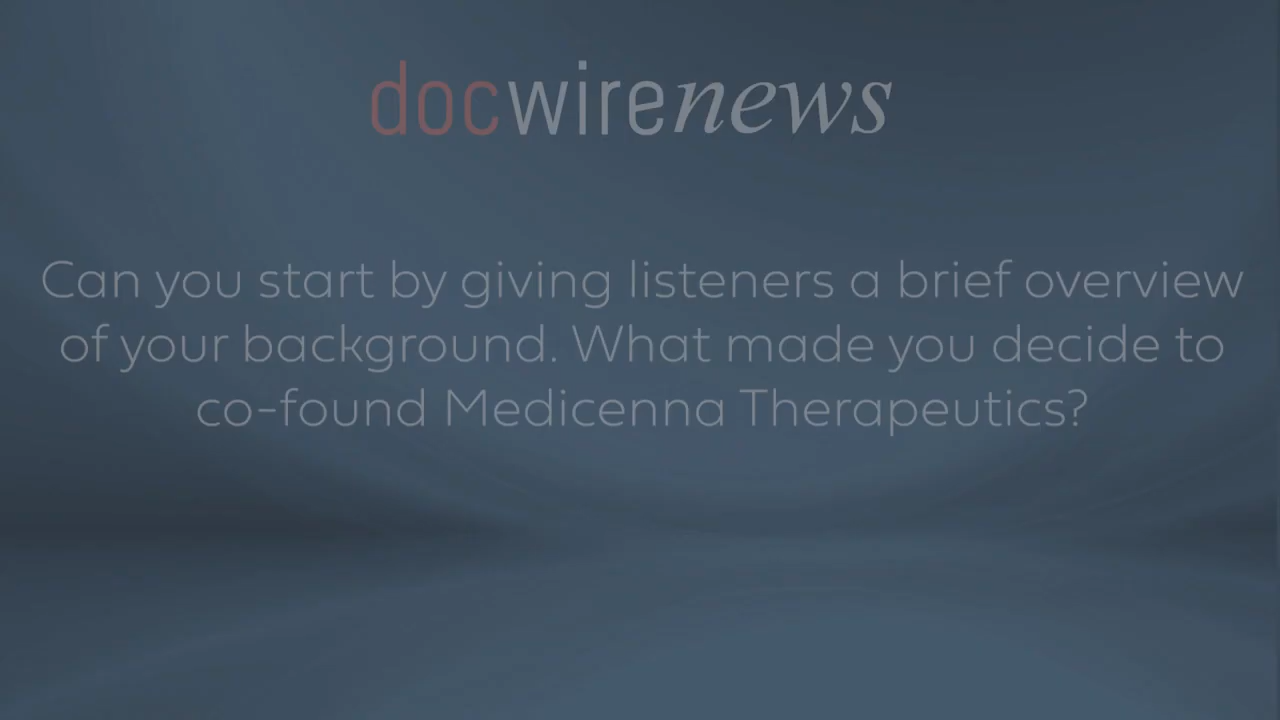 docwirenews
Can you start by giving listeners a brief overview
of your background. What made you decide to
co-found Medicenna Therapeutics?